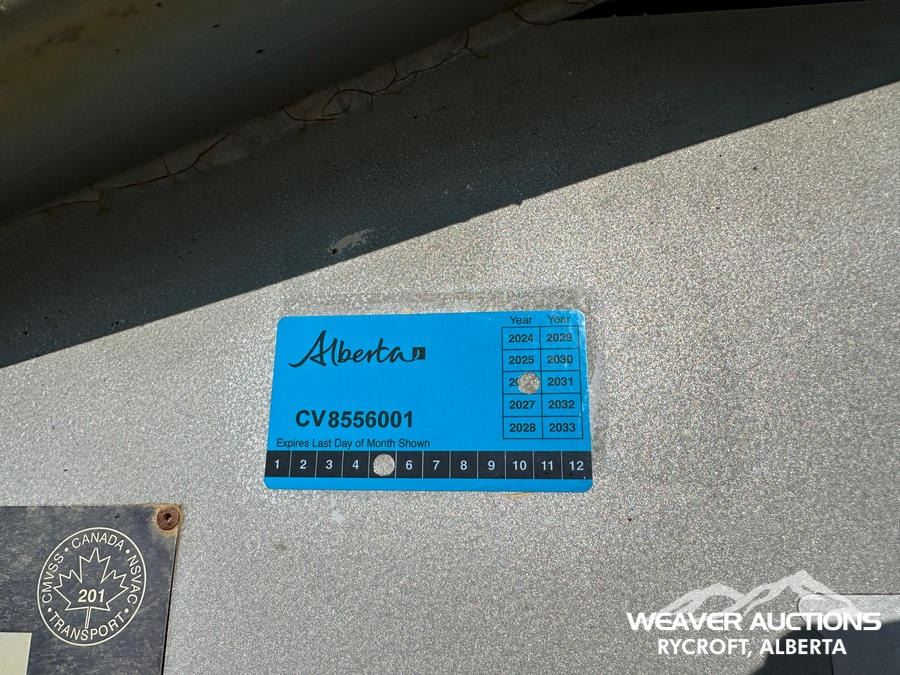 Alberta
Year Year
2024 2029
2025 2030
2031
2027 2032
2028 2033
CV8556001
Expires Last Day of Month Shown
1 2 3 4 6 7 8 9 10 11 12
CMVSS • CANADA • NSVAC
• TRANSPORT •
201
WEAVER AUCTIONS
RYCROFT, ALBERTA